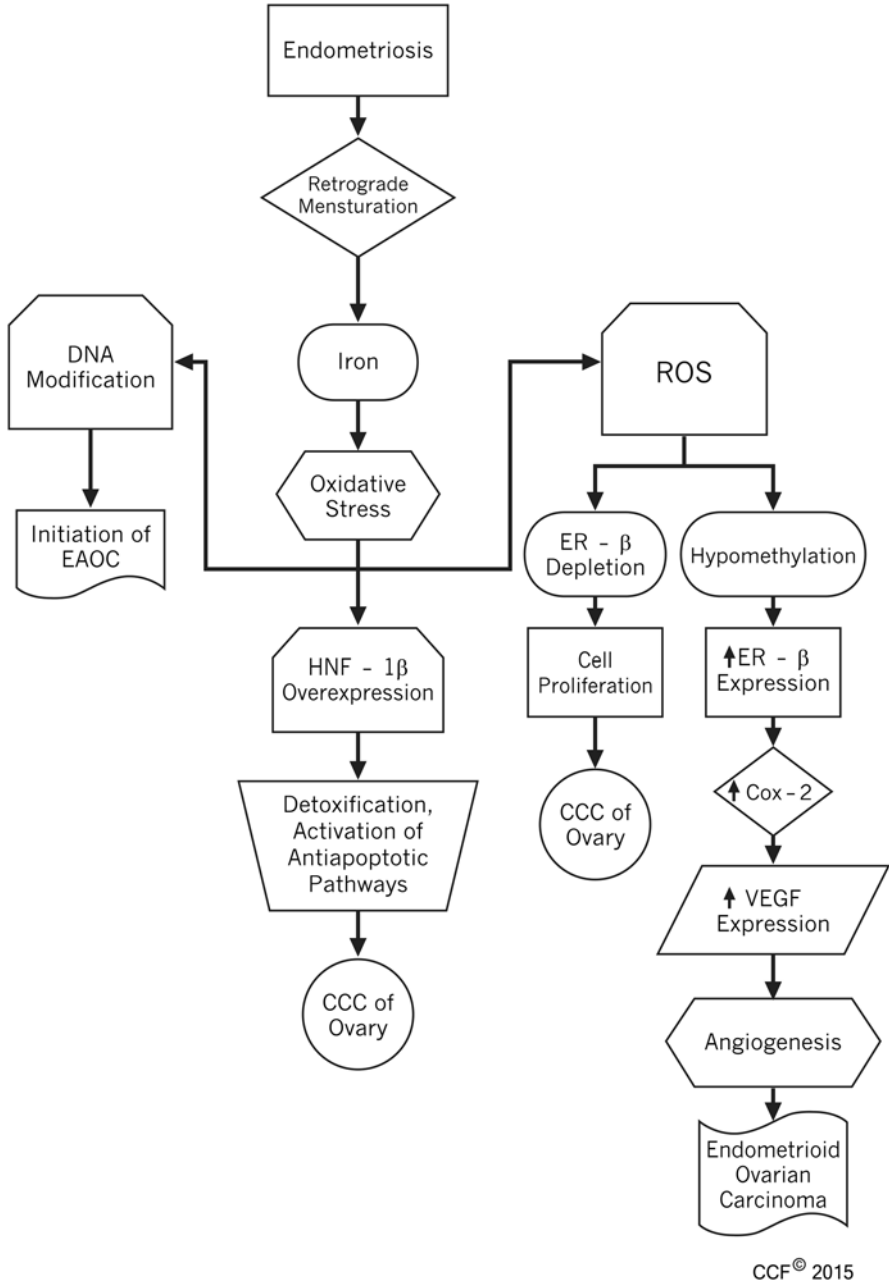 Endometriosis
Retrograde
Mensturation
Iron
Oxidative
Stress
DNA
Modification
Initiation of
EAOC
HNF - 1β
Overexpression
Detoxification,
Activation of
Antiapoptotic
Pathways
CCC of
Ovary
ROS
ER - β
Depletion
Cell
Proliferation
CCC of
Ovary
Hypomethylation
↑ER - β
Expression
↑ Cox - 2
↑ VEGF
Expression
Angiogenesis
Endometrioid
Ovarian
Carcinoma
CCF© 2015